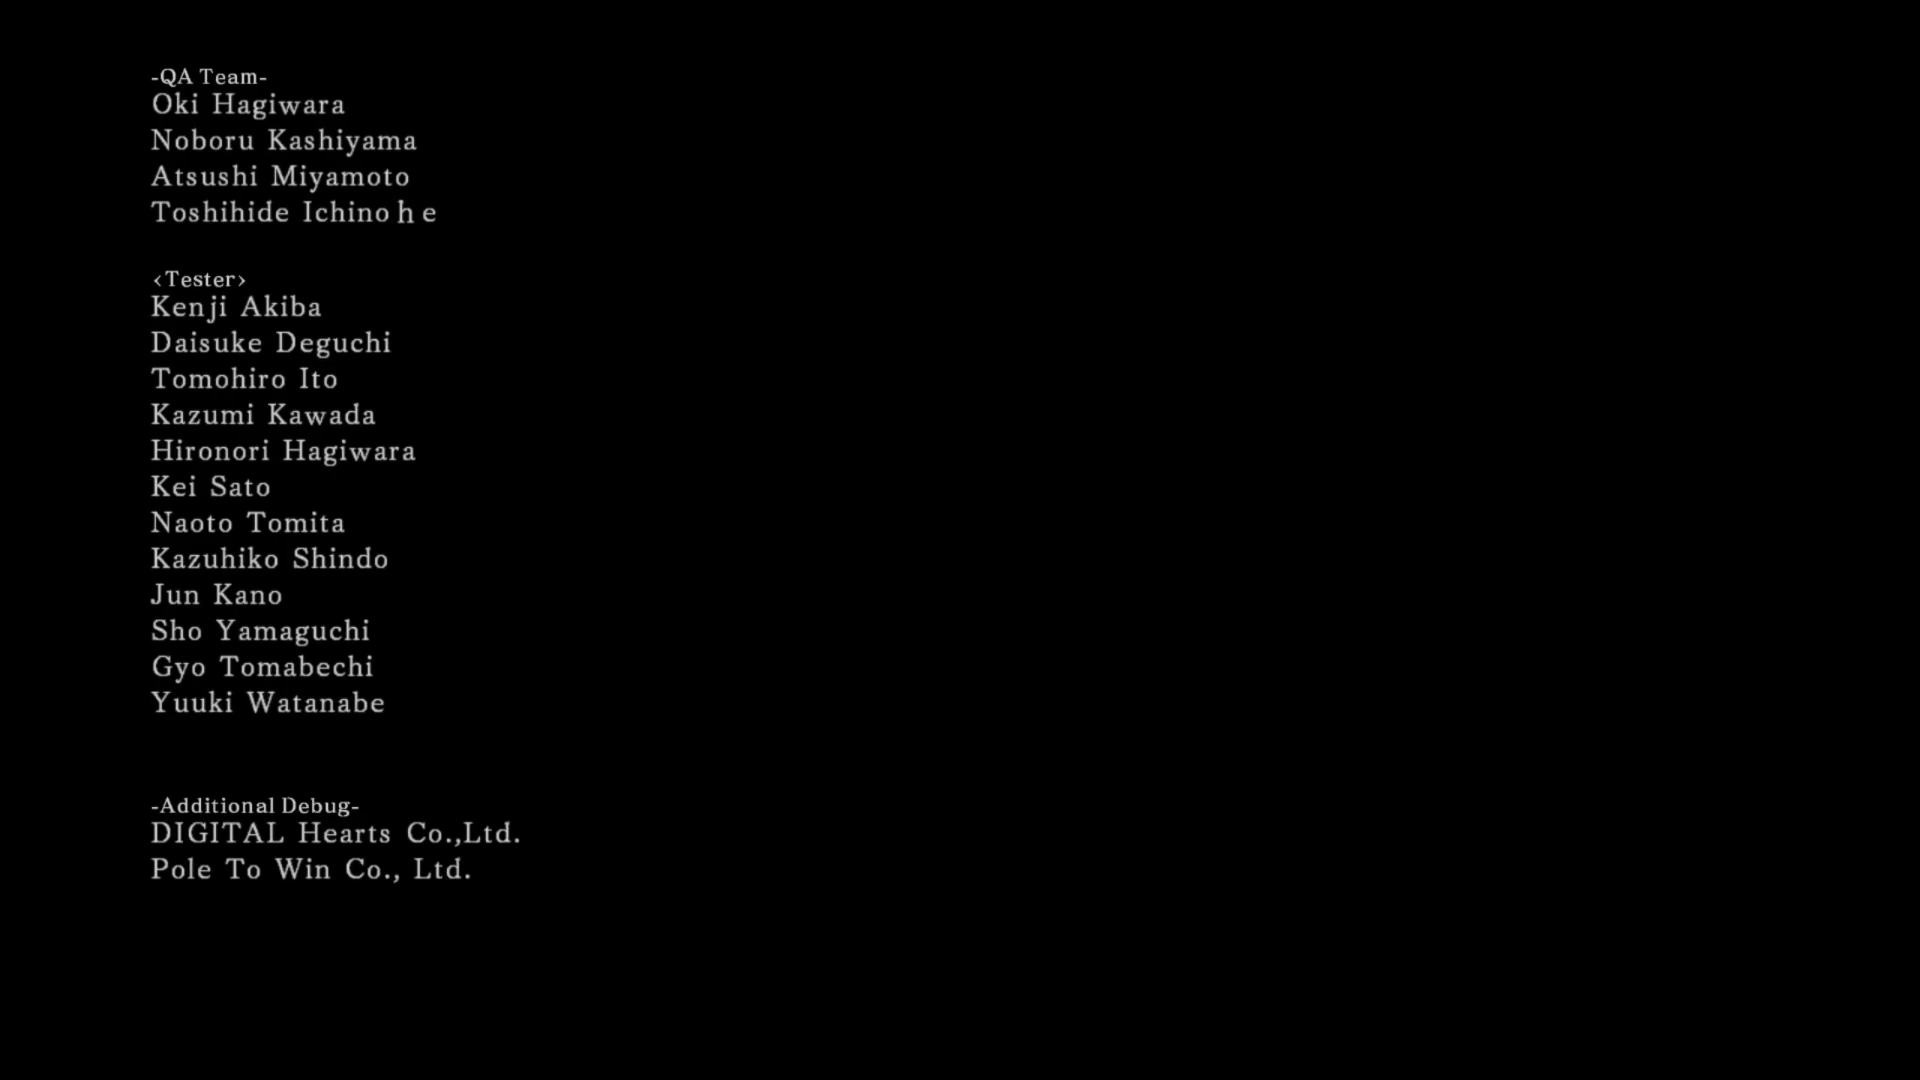 -QA Team-
Oki Hagiwara
Noboru Kashiyama
Atsushi Miyamoto
Toshihide Ichinoｈｅ
‹Tester›
Kenji Akiba
Daisuke Deguchi
Tomohiro Ito
Kazumi Kawada
Hironori Hagiwara
Kei Sato
Naoto Tomita
Kazuhiko Shindo
Jun Kano
Sho Yamaguchi
Gyo Tomabechi
Yuuki Watanabe
-Additional Debug-
DIGITAL Hearts Co.,Ltd.
Pole To Win Co., Ltd.